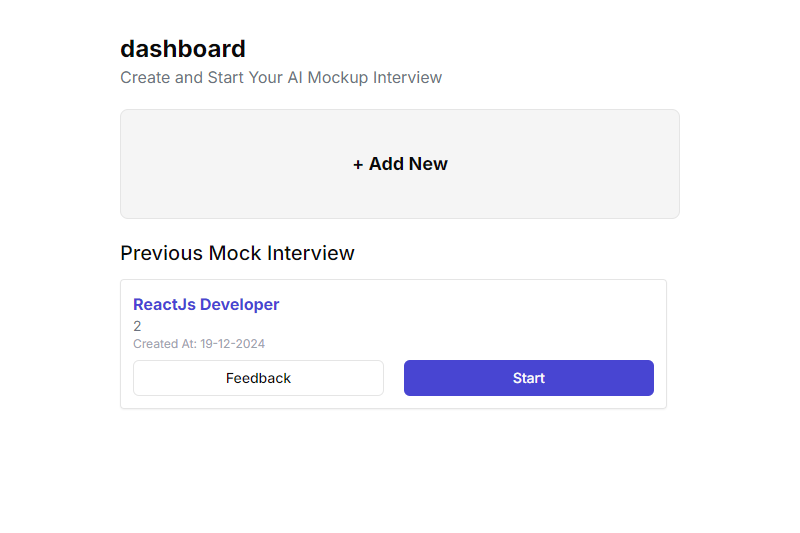 dashboard
Create and Start Your AI Mockup Interview
+ Add New
Previous Mock Interview
ReactJs Developer
2
Created At: 19-12-2024
Feedback
Start